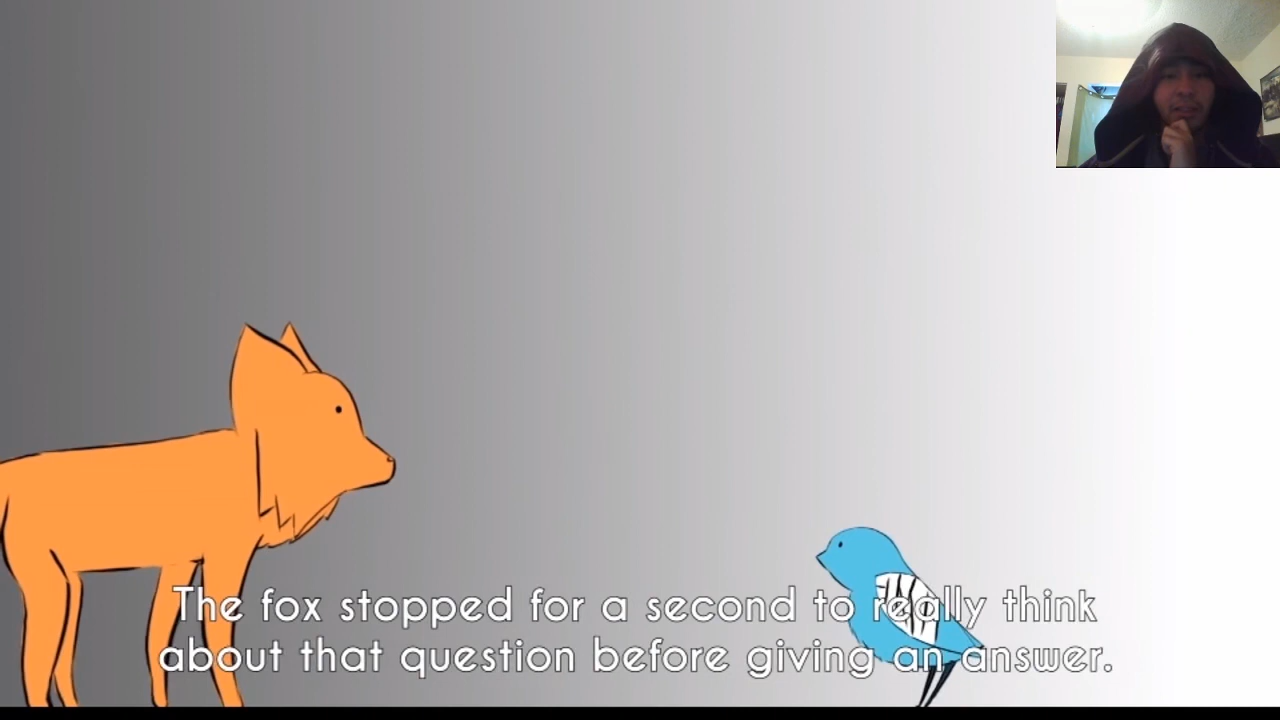 The fox stopped for a second to really think
about that question before giving an answer.